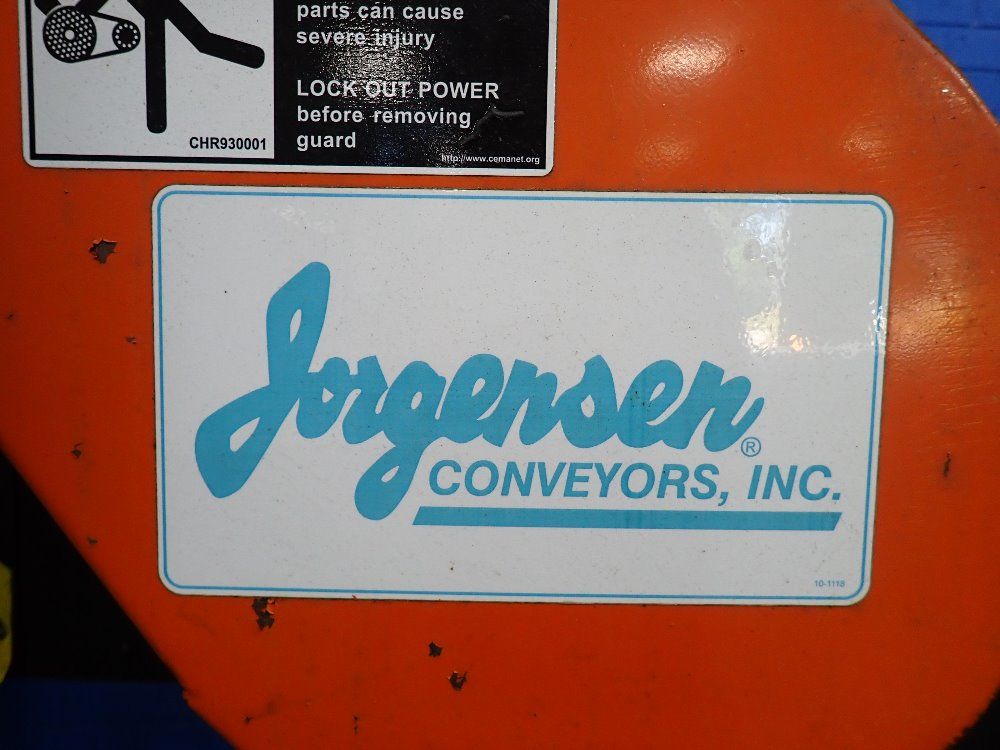 parts can cause
severe injury
LOCK OUT POWER
before removing
guard
CHR930001
http://www.cemanet.org
Jorgensen®
CONVEYORS, INC.
10-1118